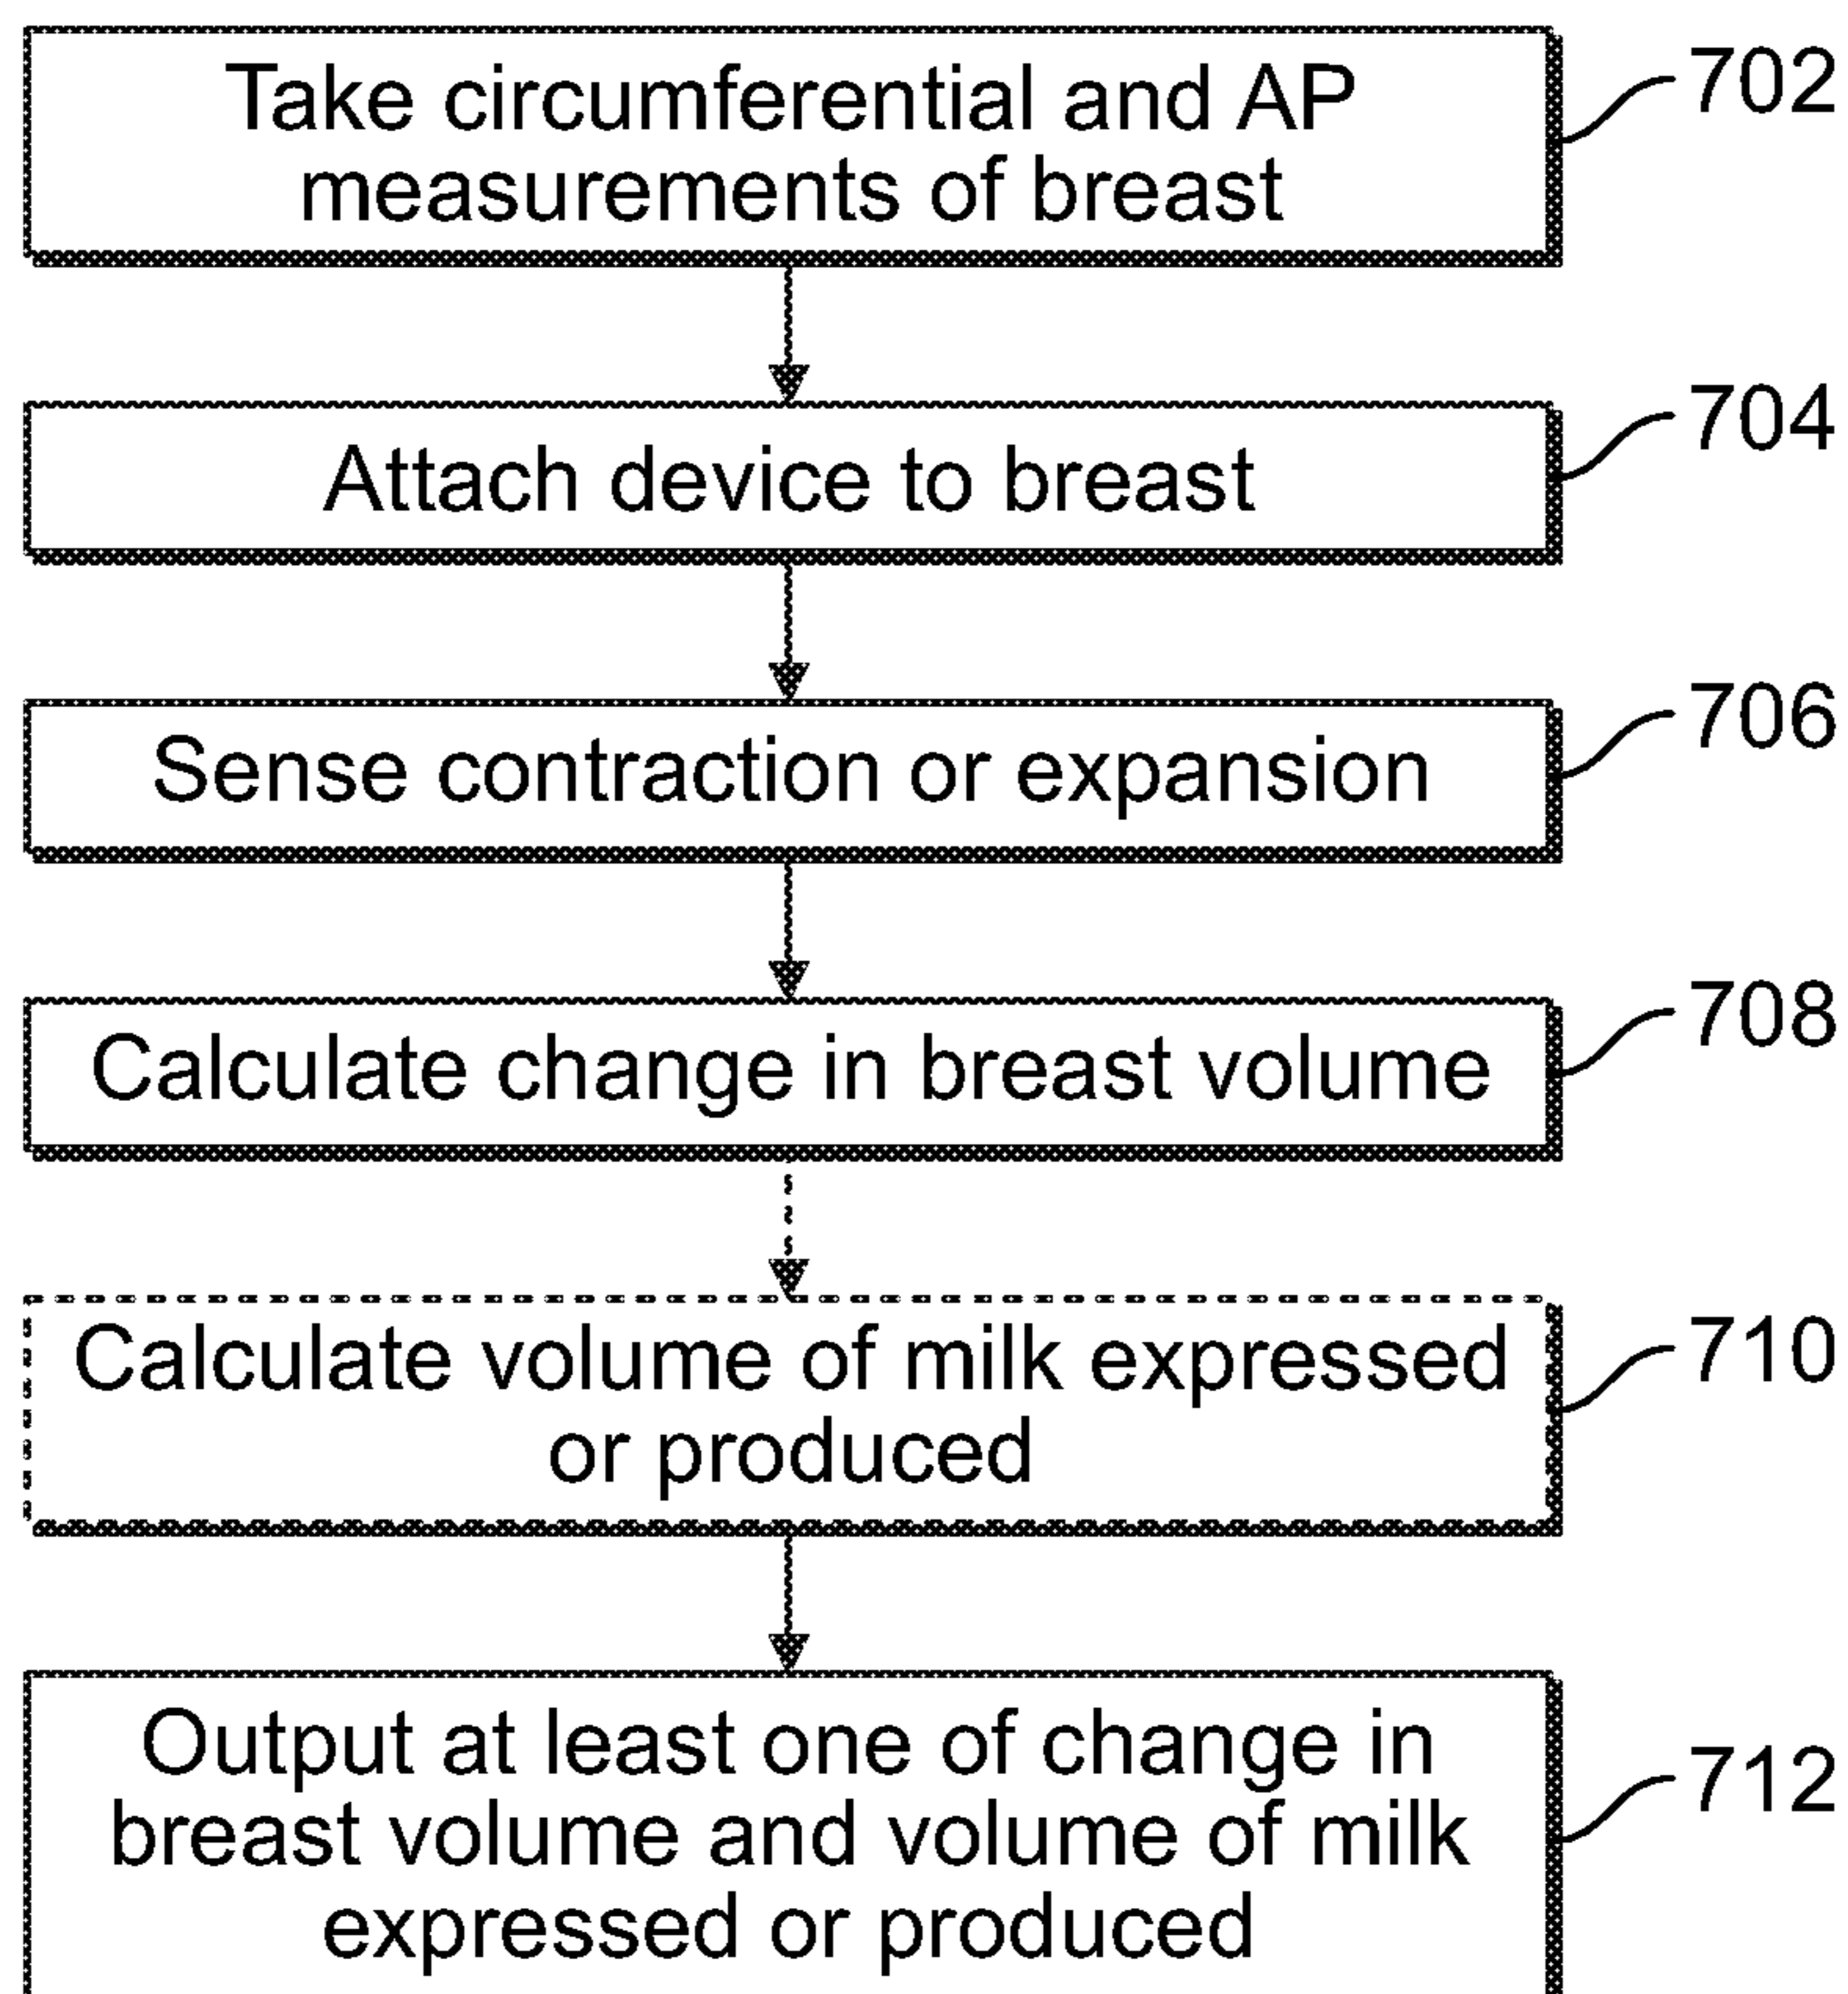 Take circumferential and AP
measurements of breast
702
Attach device to breast
704
Sense contraction or expansion
706
Calculate change in breast volume
708
Calculate volume of milk expressed
or produced
710
Output at least one of change in
breast volume and volume of milk
expressed or produced
712